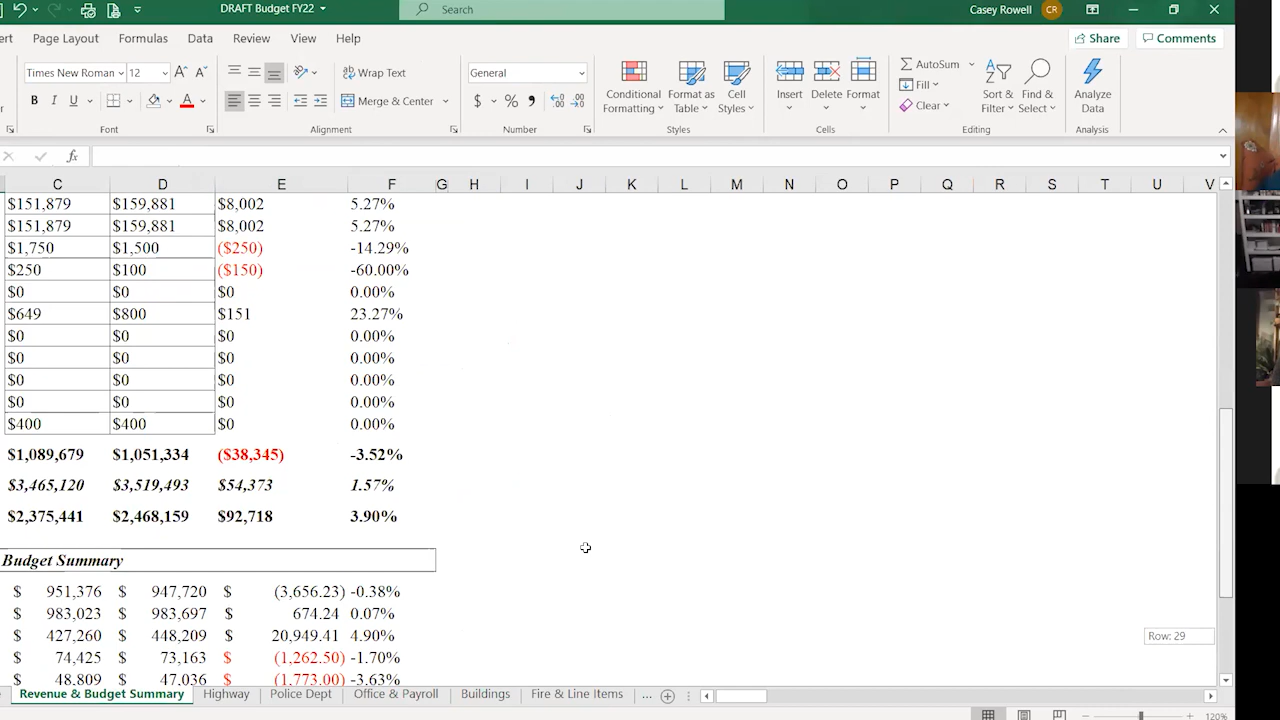 DRAFT Budget FY22
Search
Casey Rowell CR
Page Layout Formulas Data Review View Help
Share Comments
Times New Roman 12
Wrap Text
General
Merge & Center
B I U A
$ % 9
Conditional Formatting
Format as Table
Cell Styles
Insert Delete Format
AutoSum
Fill
Clear
Sort & Filter
Find & Select
Analyze Data
Font Alignment Number Styles Cells Editing Analysis
fx
C D E F G H I J K L M N O P Q R S T U V
$151,879 $159,881 $8,002 5.27%
$151,879 $159,881 $8,002 5.27%
$1,750 $1,500 ($250) -14.29%
$250 $100 ($150) -60.00%
$0 $0 $0 0.00%
$649 $800 $151 23.27%
$0 $0 $0 0.00%
$0 $0 $0 0.00%
$0 $0 $0 0.00%
$0 $0 $0 0.00%
$400 $400 $0 0.00%
$1,089,679 $1,051,334 ($38,345) -3.52%
$3,465,120 $3,519,493 $54,373 1.57%
$2,375,441 $2,468,159 $92,718 3.90%
Budget Summary
$ 951,376 $ 947,720 $ (3,656.23) -0.38%
$ 983,023 $ 983,697 $ 674.24 0.07%
$ 427,260 $ 448,209 $ 20,949.41 4.90%
$ 74,425 $ 73,163 $ (1,262.50) -1.70%
$ 48,809 $ 47,036 $ (1,773.00) -3.63%
Row: 29
Revenue & Budget Summary Highway Police Dept Office & Payroll Buildings Fire & Line Items ...
120%